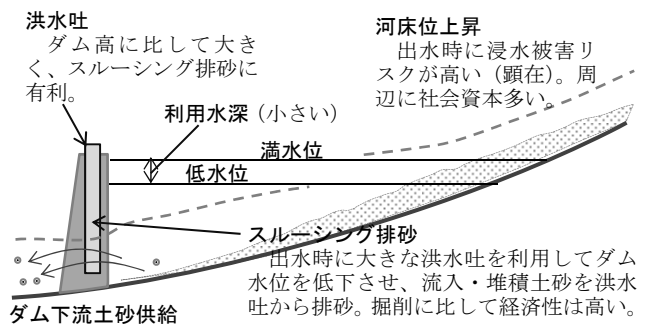 洪水吐
ダム高に比して大き
く、スルーシング排砂に
有利。
河床位上昇
出水時に浸水被害リ
スクが高い（顕在）。周
辺に社会資本多い。
利用水深（小さい）
満水位
低水位
スルーシング排砂
出水時に大きな洪水吐を利用してダム
水位を低下させ、流入・堆積土砂を洪水
吐から排砂。掘削に比して経済性は高い。
ダム下流土砂供給